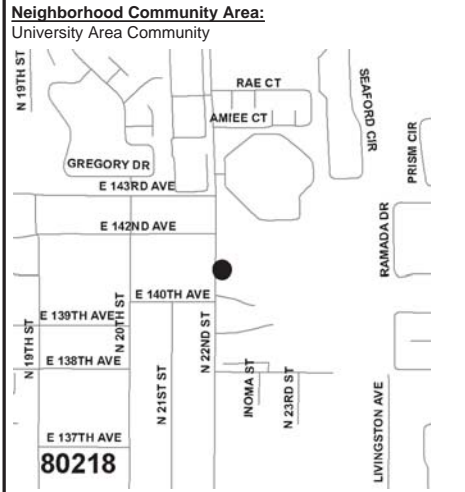 Neighborhood Community Area:
University Area Community
N 19TH ST
RAE CT
SEAFORD CIR
AMIEE CT
PRISM CIR
GREGORY DR
E 143RD AVE
E 142ND AVE
RAMADA DR
E 140TH AVE
E 139TH AVE
N 20TH ST
N 19TH ST
N 22ND ST
E 138TH AVE
N 21ST ST
INOMA ST
N 23RD ST
LIVINGSTON AVE
E 137TH AVE
80218